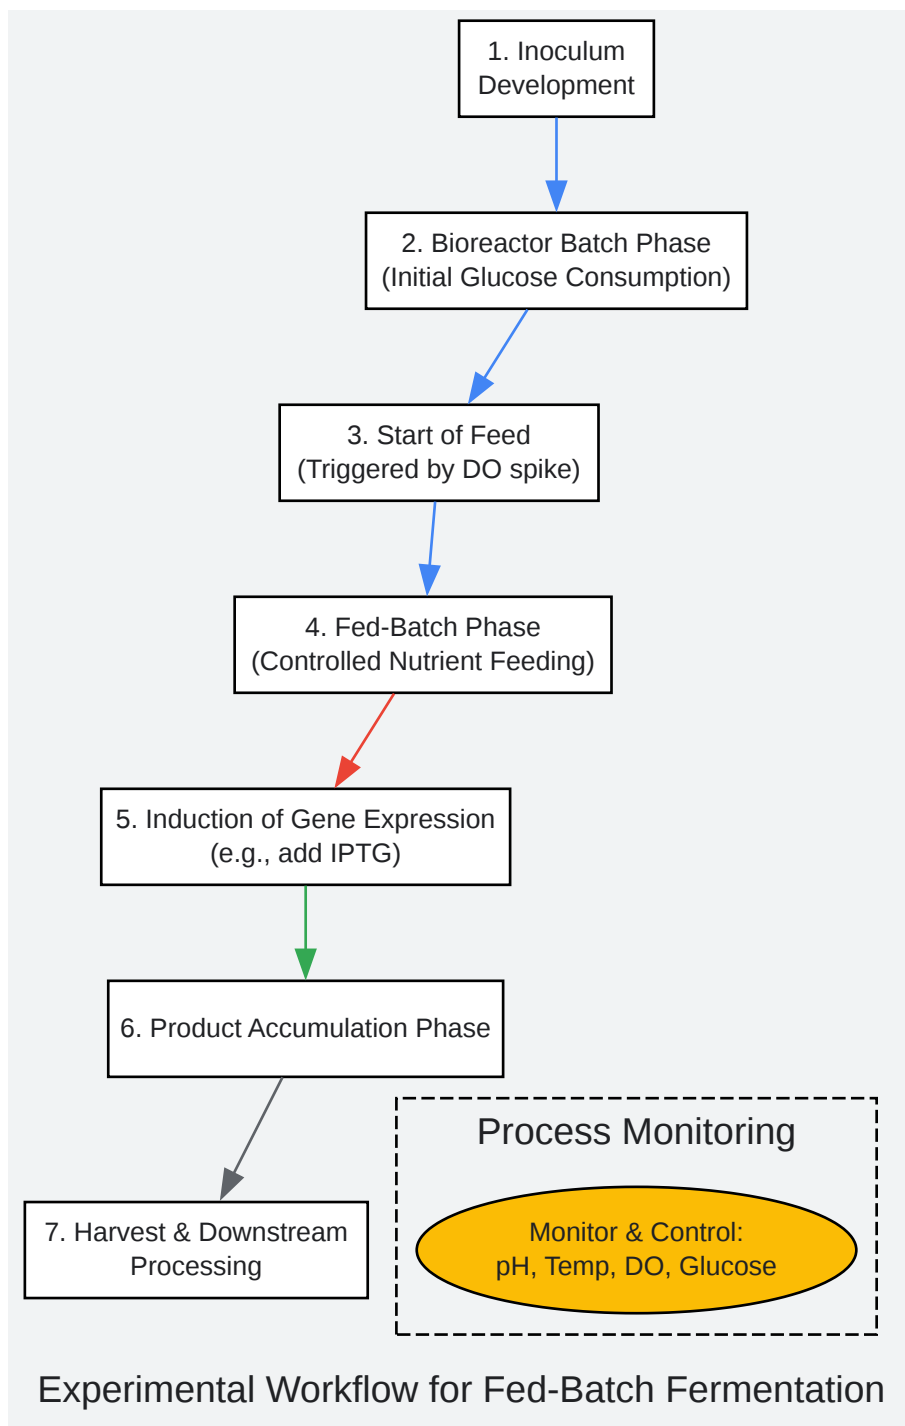 1. Inoculum
Development
2. Bioreactor Batch Phase
(Initial Glucose Consumption)
3. Start of Feed
(Triggered by DO spike)
4. Fed-Batch Phase
(Controlled Nutrient Feeding)
5. Induction of Gene Expression
(e.g., add IPTG)
6. Product Accumulation Phase
Process Monitoring
7. Harvest & Downstream
Processing
Monitor & Control:
pH, Temp, DO, Glucose
Experimental Workflow for Fed-Batch Fermentation